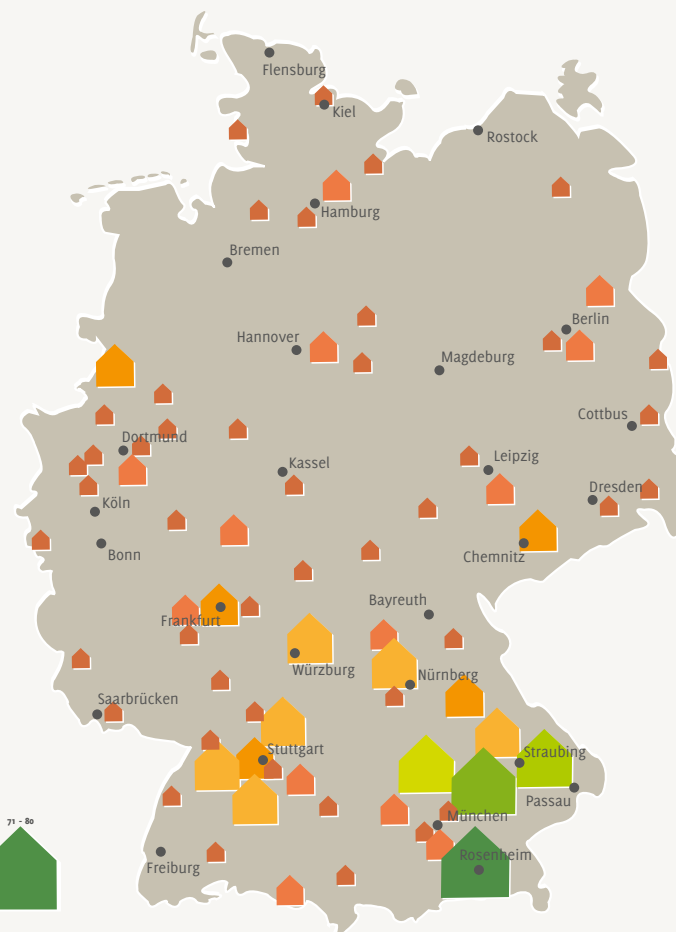 Flensburg
Kiel
Rostock
Hamburg
Bremen
Berlin
Hannover
Magdeburg
Cottbus
Dortmund
Leipzig
Kassel
Dresden
Köln
Bonn
Chemnitz
Bayreuth
Frankfurt
Würzburg
Nürnberg
Saarbrücken
Stuttgart
Straubing
Passau
München
71 - 80
Rosenheim
Freiburg